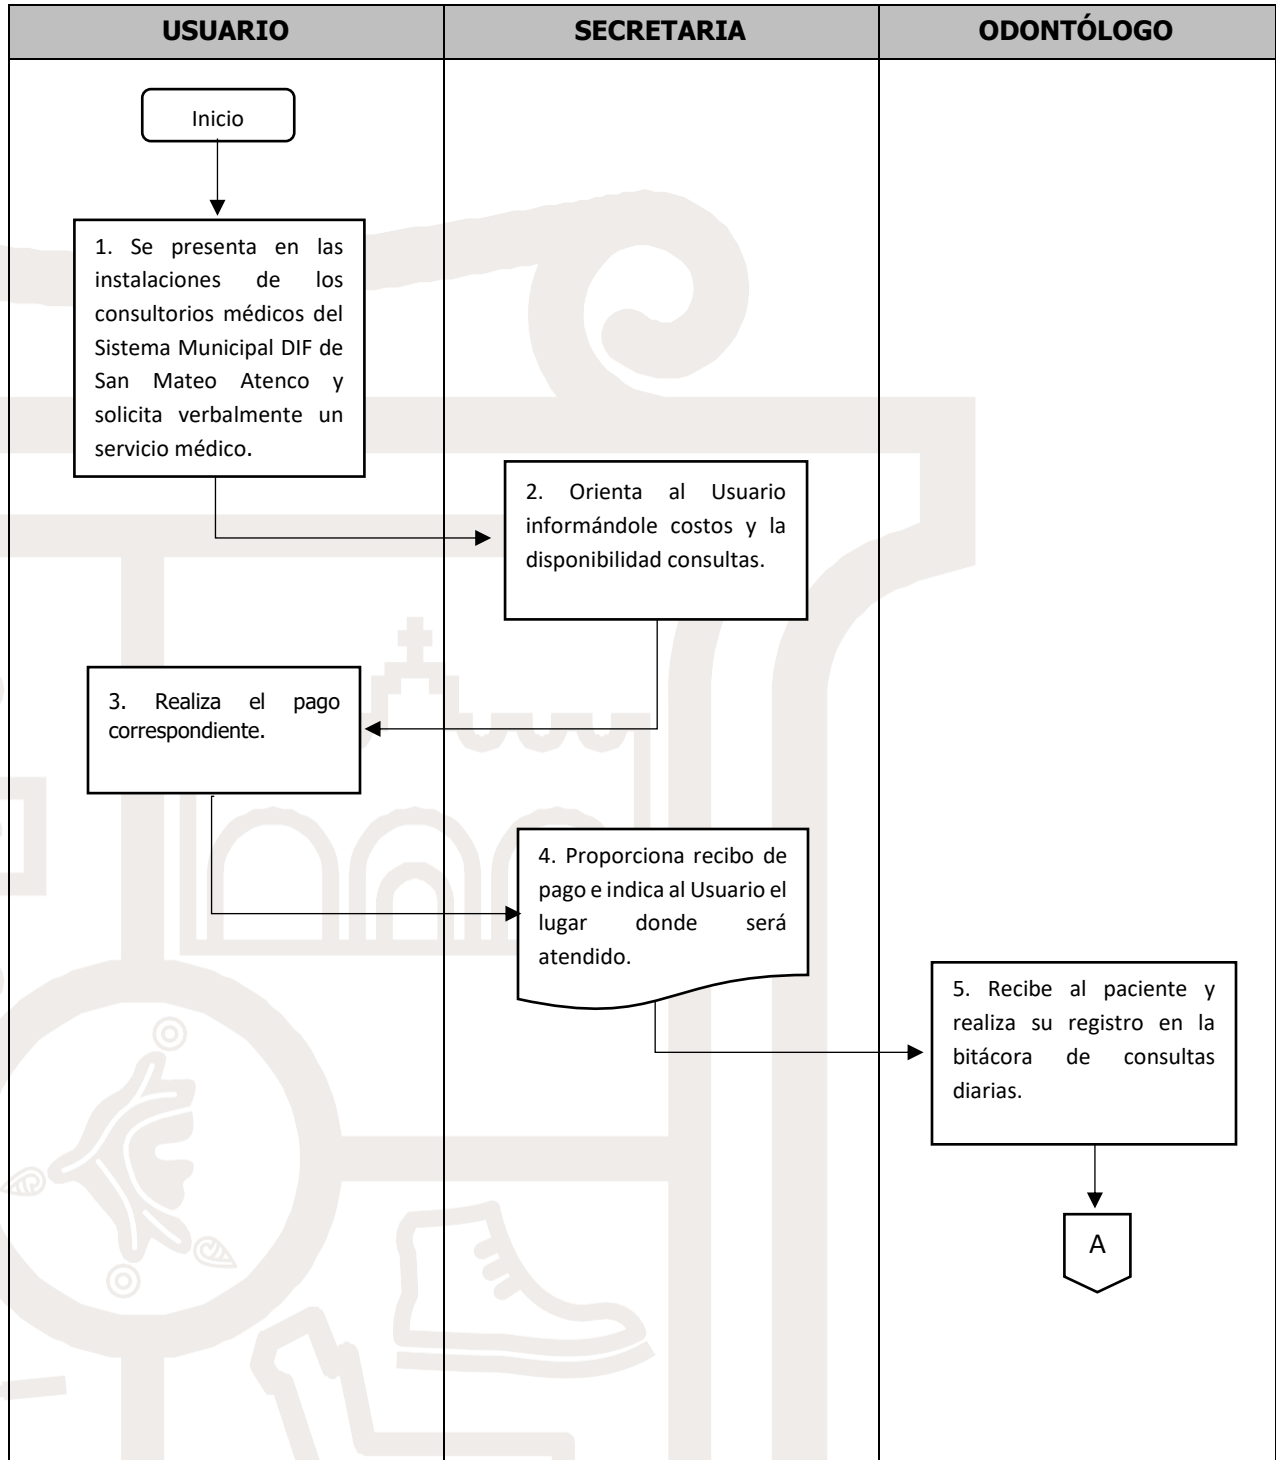 USUARIO
SECRETARIA
ODONTÓLOGO
Inicio
1. Se presenta en las
instalaciones de los
consultorios médicos del
Sistema Municipal DIF de
San Mateo Atenco y
solicita verbalmente un
servicio médico.
2. Orienta al Usuario
informándole costos y la
disponibilidad consultas.
3. Realiza el pago
correspondiente.
4. Proporciona recibo de
pago e indica al Usuario el
lugar donde será
atendido.
5. Recibe al paciente y
realiza su registro en la
bitácora de consultas
diarias.
A